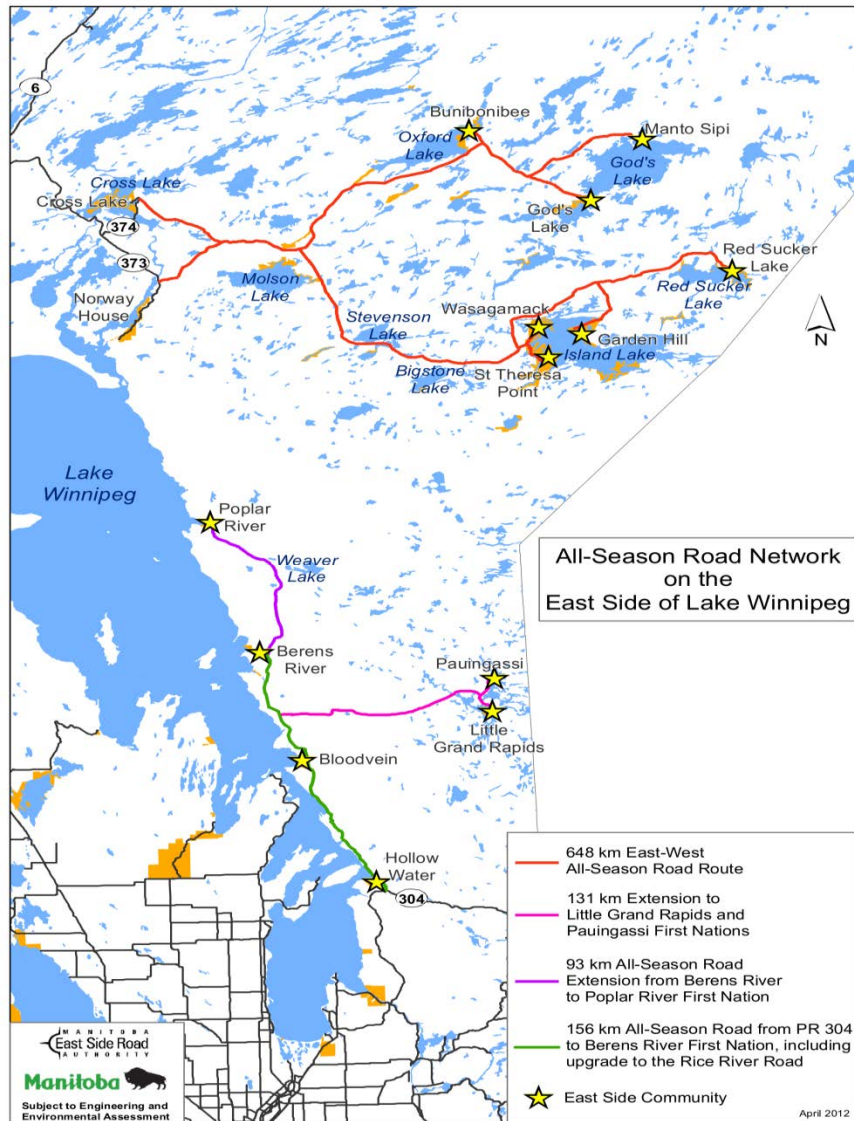 6
Bunibonibee
Oxford
Lake
Manto Sipi
God's
Lake
Cross Lake
Cross Lake
374
God's
Lake
373
Red Sucker
Lake
Molson
Lake
Red Sucker
Lake
Norway
House
Wasagamack
Stevenson
Lake
Garden Hill
N
Island Lake
Bigstone
Lake
St Theresa
Point
Lake
Winnipeg
Poplar
River
All-Season Road Network
on the
East Side of Lake Winnipeg
Weaver
Lake
Berens
River
Pauingassi
Little
Grand Rapids
Bloodvein
Hollow
Water
304
648 km East-West
All-Season Road Route
131 km Extension to
Little Grand Rapids and
Pauingassi First Nations
93 km All-Season Road
Extension from Berens River
to Poplar River First Nation
156 km All-Season Road from PR 304
to Berens River First Nation, including
upgrade to the Rice River Road
East Side Community
April 2012
MANITOBA
East Side Road
AUTHORITY
Manitoba
Subject to Engineering and
Environmental Assessment